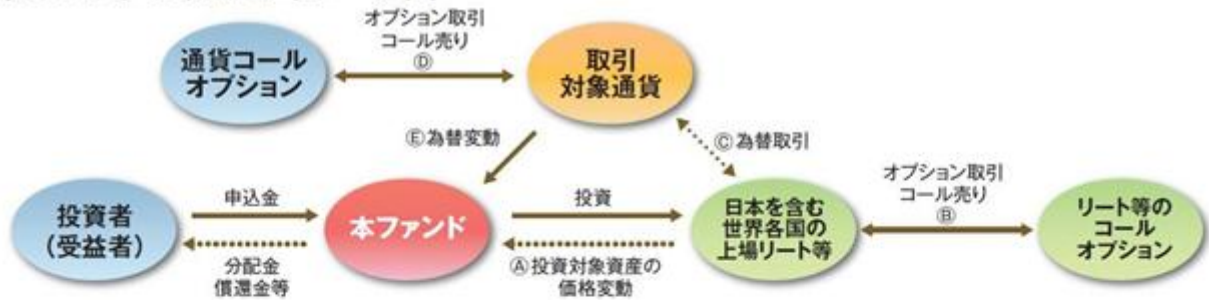 オプション取引
コール売り
Ⓓ
通貨コール
オプション
取引
対象通貨
Ⓔ為替変動
Ⓒ為替取引
オプション取引
コール売り
Ⓑ
投資者
(受益者)
申込金
分配金
償還金等
本ファンド
投資
Ⓐ投資対象資産の
価格変動
日本を含む
世界各国の
上場リート等
リート等の
コール
オプション